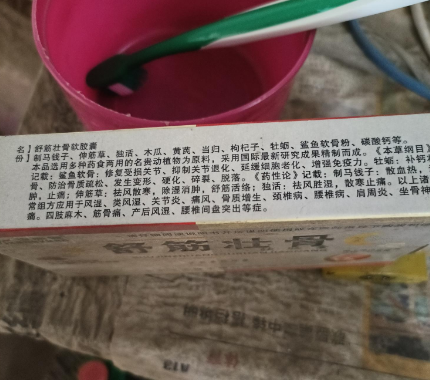 名】舒筋壮骨软胶囊
份】制马钱子、伸筋草、独活、木瓜、黄芪、当归、枸杞子、牡蛎、鲨鱼软骨粉、碳酸钙等。
本品选用多种药食两用的名贵动植物为原料，采用国际最新研究成果精制而成。《本草纲目
记载：鲨鱼软骨：修复受损关节、抑制关节退化、延缓细胞老化、增强免疫力。牡蛎：补钙
骨、防治骨质疏松、发生变形、硬化、碎裂、脱落。《药性论》记载：制马钱子：散血热，
肿，止痛；伸筋草：祛风散寒，除湿消肿，舒筋活络；独活：祛风胜湿，散寒止痛。以上
常组方应用于风湿、类风湿、关节炎、痛风、骨质增生、颈椎病、腰椎病、肩周炎、坐骨神
痛。四肢麻木、筋骨痛、产后风湿、腰椎间盘突出等症。
舒筋壮骨
A13